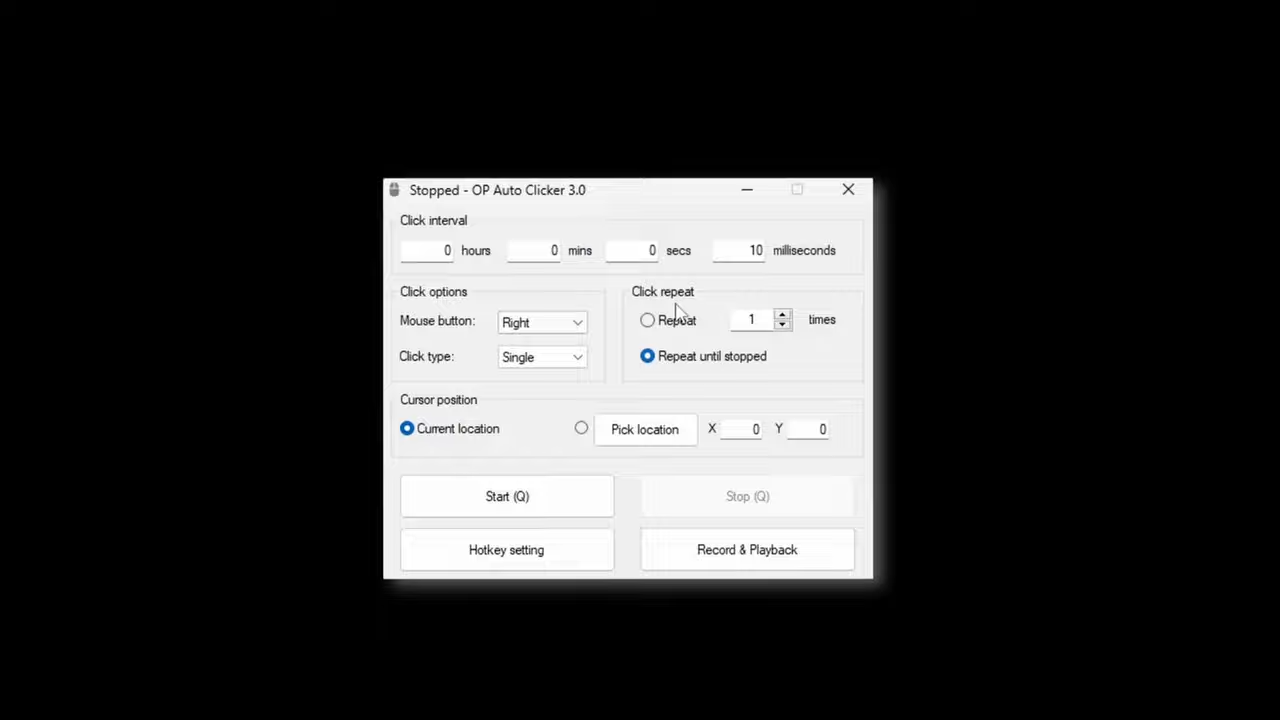 Stopped - OP Auto Clicker 3.0
Click interval
0 hours 0 mins 0 secs 10 milliseconds
Click options
Mouse button: Right
Click type: Single
Click repeat
Repeat 1 times
Repeat until stopped
Cursor position
Current location Pick location X 0 Y 0
Start (Q) Stop (Q)
Hotkey setting Record & Playback